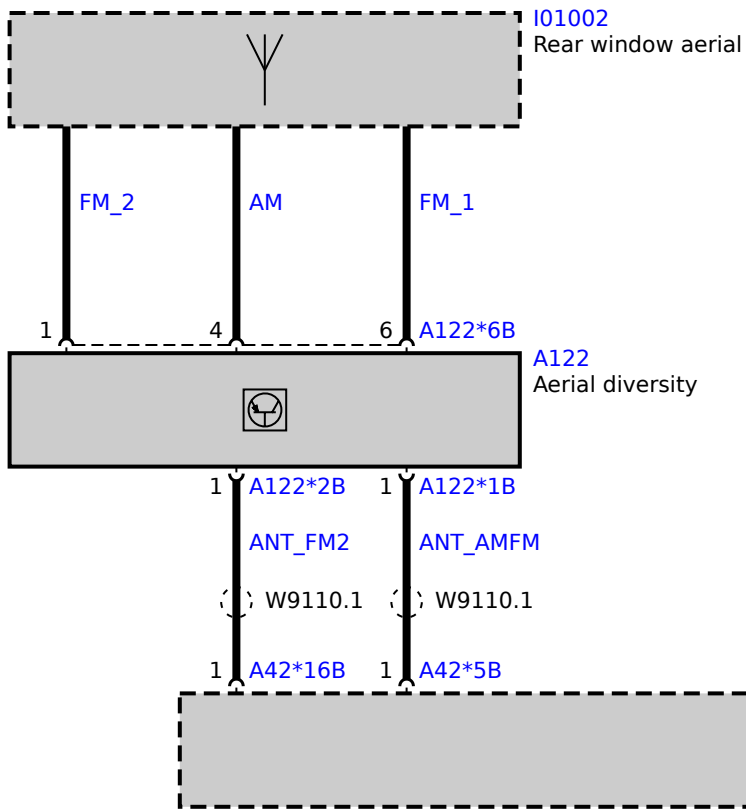 I01002
Rear window aerial
FM_2 AM FM_1
1 4 6 A122*6B
A122
Aerial diversity
1 A122*2B 1 A122*1B
ANT_FM2 ANT_AMFM
W9110.1 W9110.1
1 A42*16B 1 A42*5B